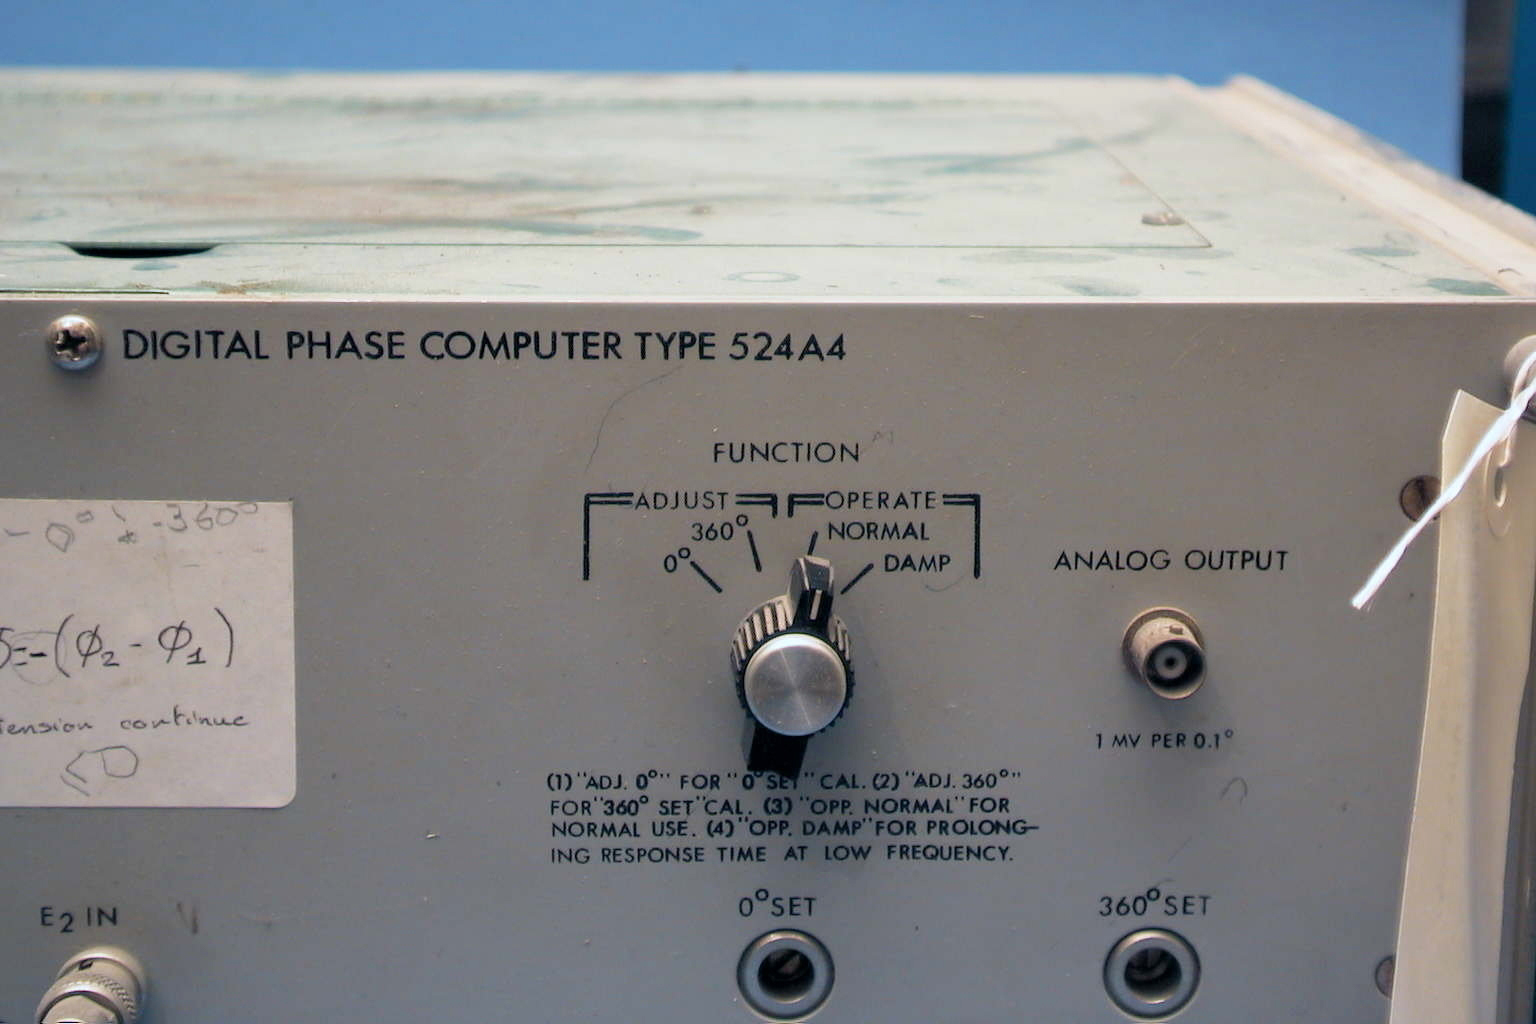 DIGITAL PHASE COMPUTER TYPE 524A4
FUNCTION
ADJUST OPERATE
360° NORMAL
0° DAMP
ANALOG OUTPUT
1 MV PER 0.1°
(1) "ADJ. 0°" FOR "0° SET" CAL. (2) "ADJ. 360°"
FOR "360° SET" CAL. (3) "OPP. NORMAL" FOR
NORMAL USE. (4) "OPP. DAMP" FOR PROLONG-
ING RESPONSE TIME AT LOW FREQUENCY.
0° SET
360° SET
E2 IN
- 0° -360°
-(φ2 - φ1)
tension continue